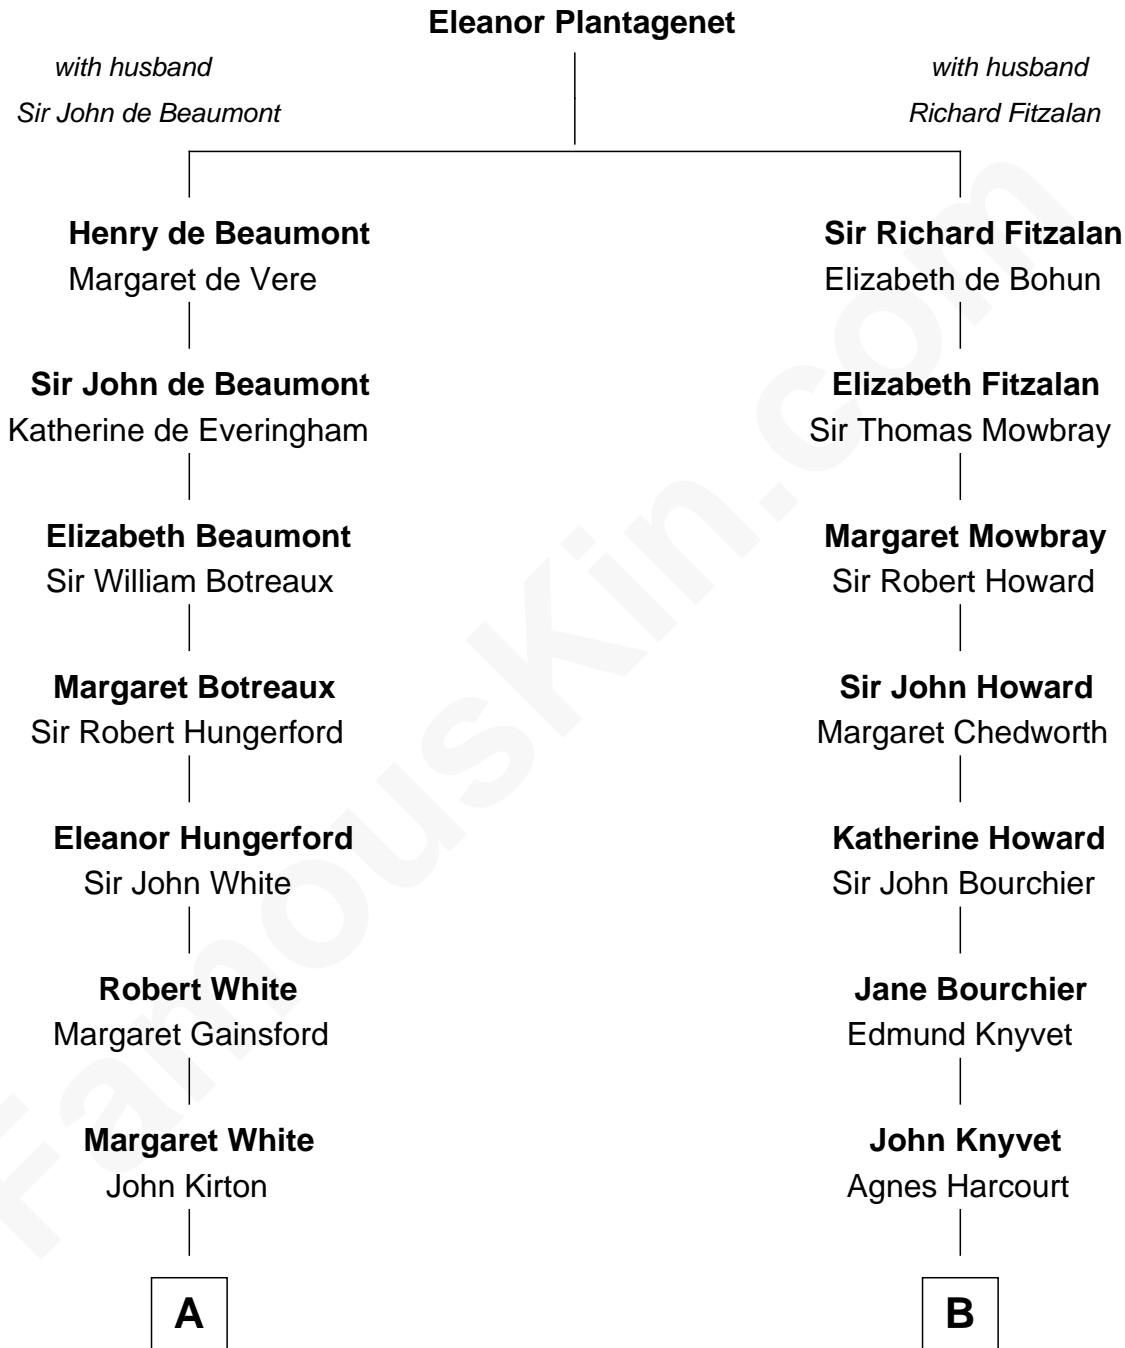 Eleanor Plantagenet
with husband
Sir John de Beaumont
with husband
Richard Fitzalan
Henry de Beaumont
Margaret de Vere
Sir Richard Fitzalan
Elizabeth de Bohun
Sir John de Beaumont
Katherine de Everingham
Elizabeth Fitzalan
Sir Thomas Mowbray
Elizabeth Beaumont
Sir William Botreaux
Margaret Mowbray
Sir Robert Howard
Margaret Botreaux
Sir Robert Hungerford
Sir John Howard
Margaret Chedworth
Eleanor Hungerford
Sir John White
Katherine Howard
Sir John Bourchier
Robert White
Margaret Gainsford
Jane Bourchier
Edmund Knyvet
Margaret White
John Kirton
John Knyvet
Agnes Harcourt
A
B
FamousKin.com